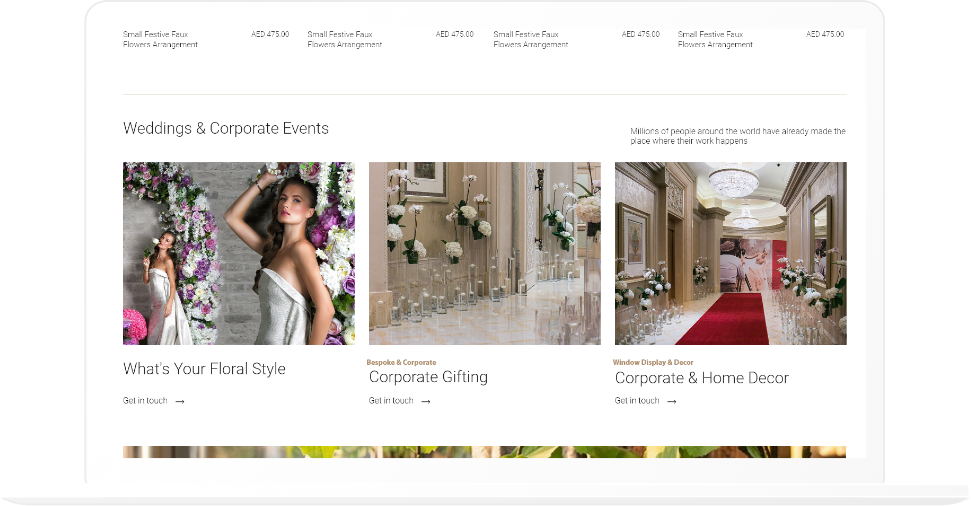 Small Festive Faux
Flowers Arrangement
AED 475.00
Small Festive Faux
Flowers Arrangement
AED 475.00
Small Festive Faux
Flowers Arrangement
AED 475.00
Small Festive Faux
Flowers Arrangement
AED 475.00
Weddings & Corporate Events
Millions of people around the world have already made the
place where their work happens
What's Your Floral Style
Get in touch →
Bespoke & Corporate
Corporate Gifting
Get in touch →
Window Display & Decor
Corporate & Home Decor
Get in touch →